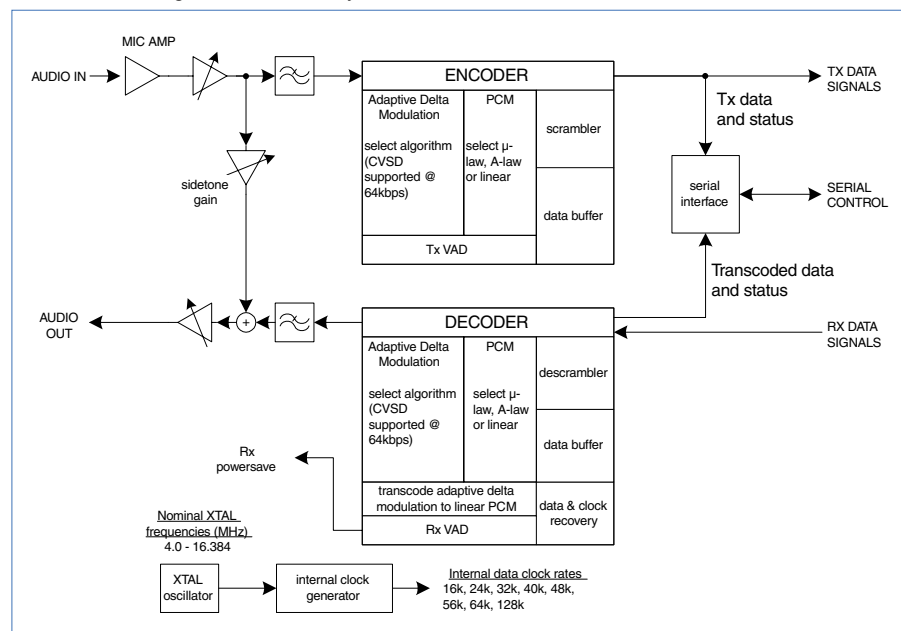 MIC AMP
AUDIO IN
ENCODER
TX DATA
SIGNALS
Adaptive Delta
Modulation
select algorithm
(CVSD
supported @
64kbps)
PCM
select µ-
law, A-law
or linear
scrambler
data buffer
Tx VAD
Tx data
and status
sidetone
gain
serial
interface
SERIAL
CONTROL
Transcoded data
and status
AUDIO
OUT
+
DECODER
RX DATA
SIGNALS
Adaptive Delta
Modulation
select algorithm
(CVSD
supported @
64kbps)
PCM
select µ-
law, A-law
or linear
descrambler
data buffer
Rx
powersave
transcode adaptive delta
modulation to linear PCM
data & clock
recovery
Rx VAD
Nominal XTAL
frequencies (MHz)
4.0 - 16.384
XTAL
oscillator
internal clock
generator
Internal data clock rates
16k, 24k, 32k, 40k, 48k,
56k, 64k, 128k